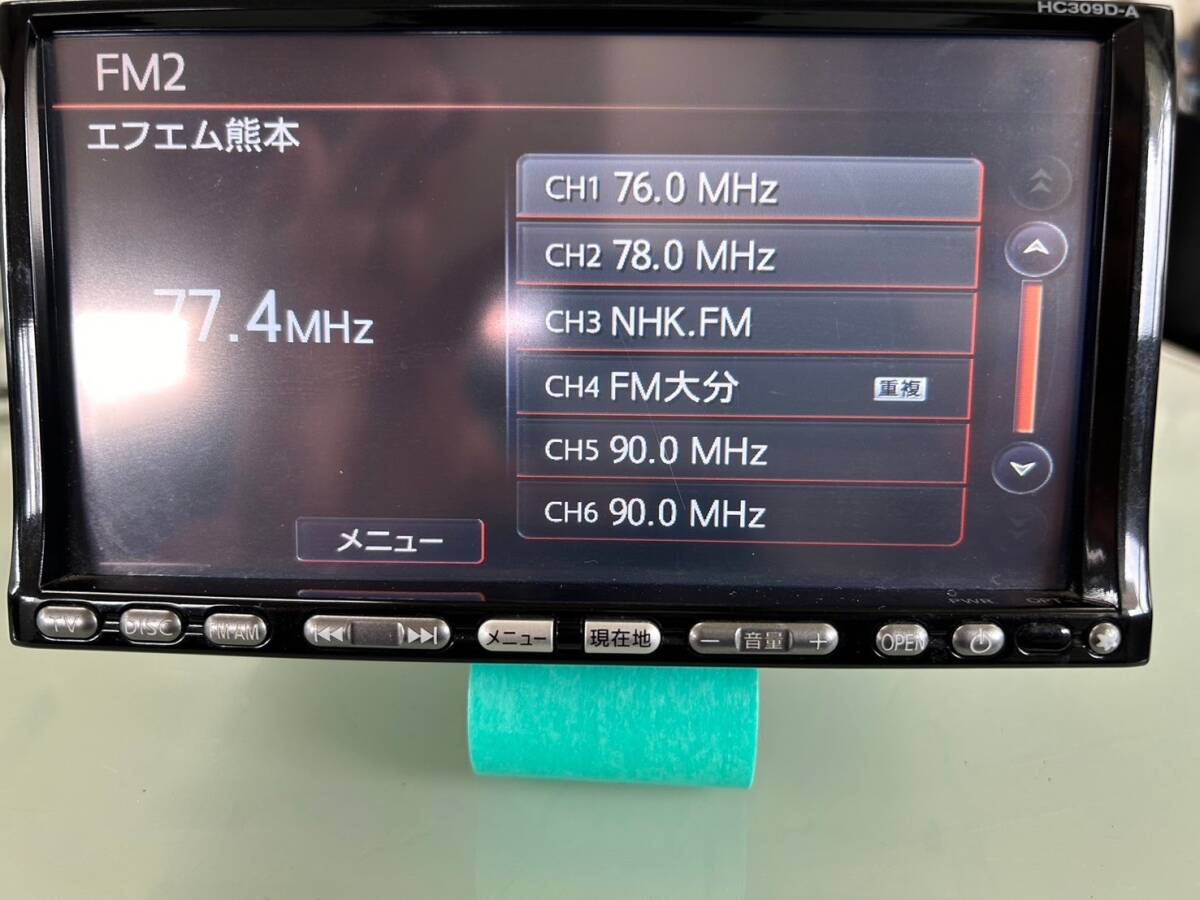 HC309D-A
FM2
エフエム熊本
77.4MHz
CH1 76.0 MHz
CH2 78.0 MHz
CH3 NHK.FM
CH4 FM大分 重複
CH5 90.0 MHz
CH6 90.0 MHz
メニュー
PWR
TV DISC FM·AM メニュー 現在地 − 音量 + OPEN